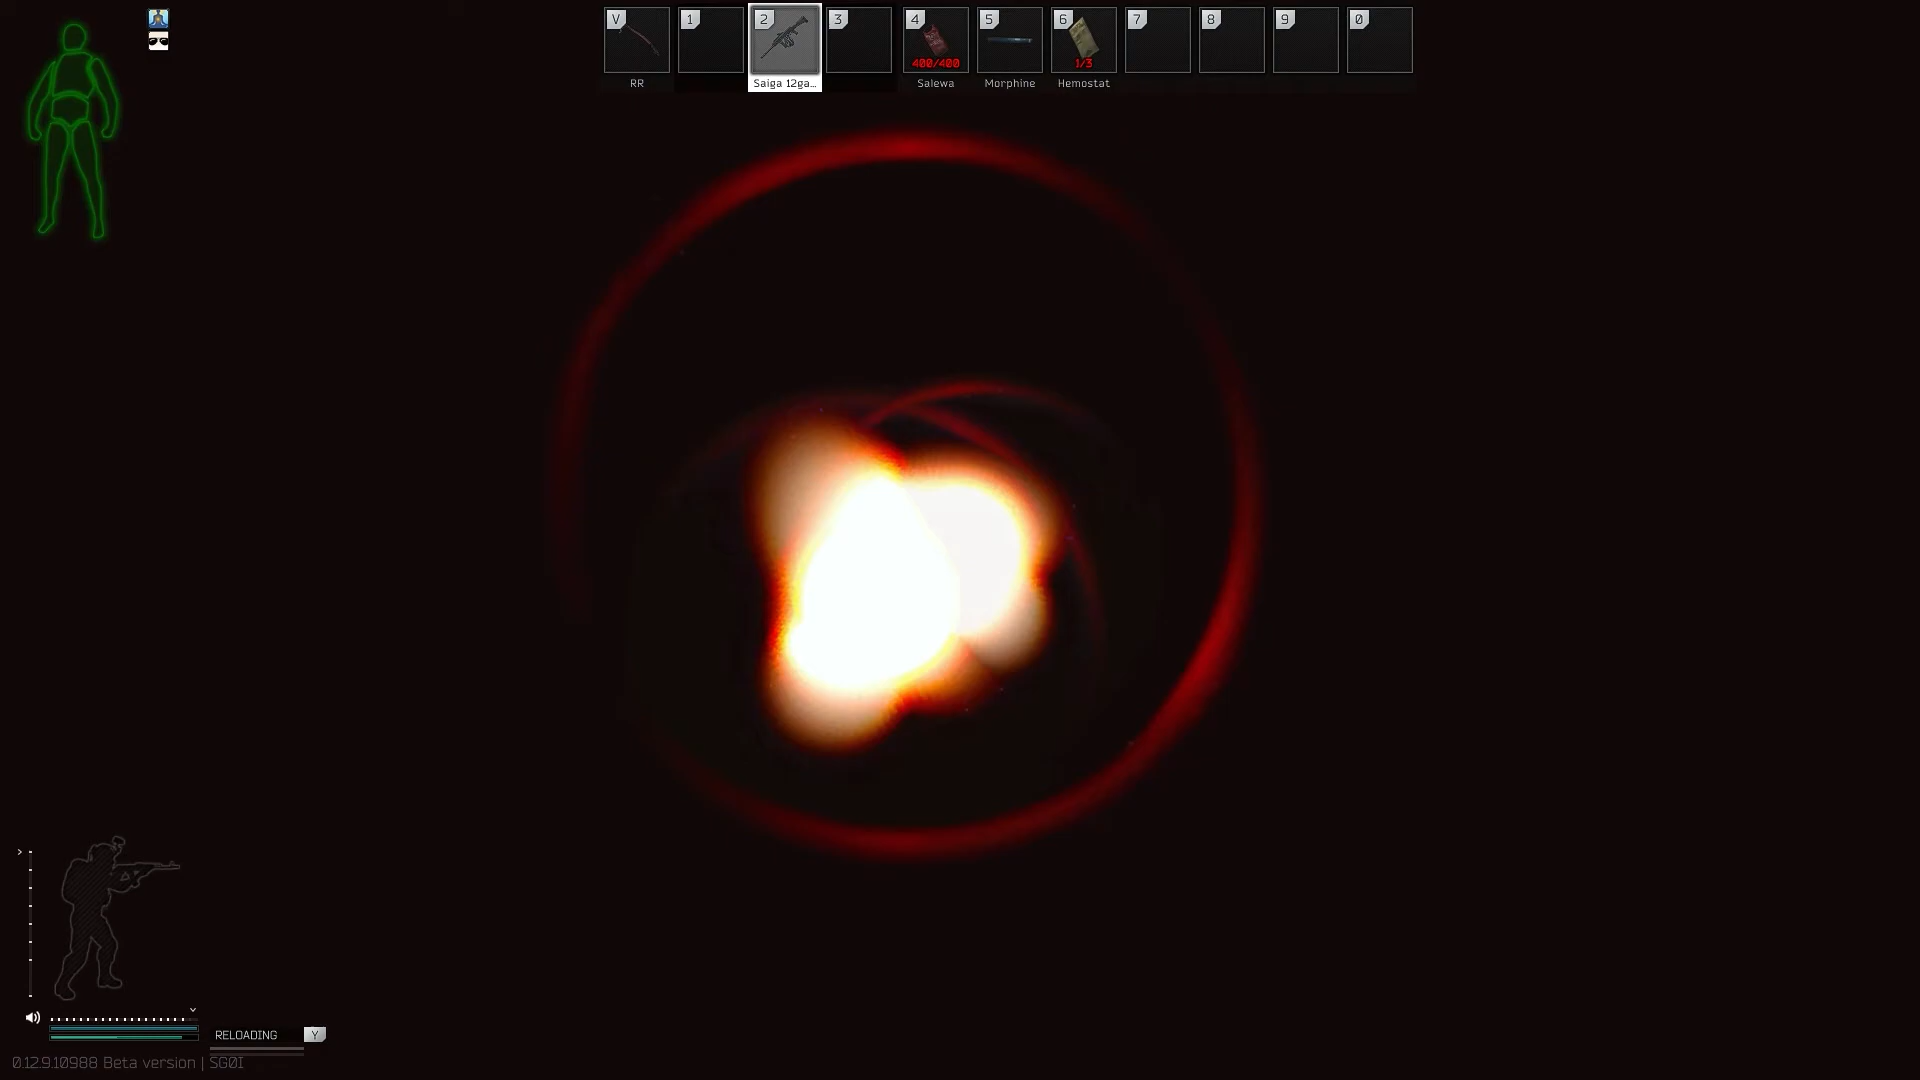 V 1 2 3 4 5 6 7 8 9 0
400/400 1/3
RR Saiga 12ga... Salewa Morphine Hemostat
RELOADING Y
0.12.9.10988 Beta version | SG0I